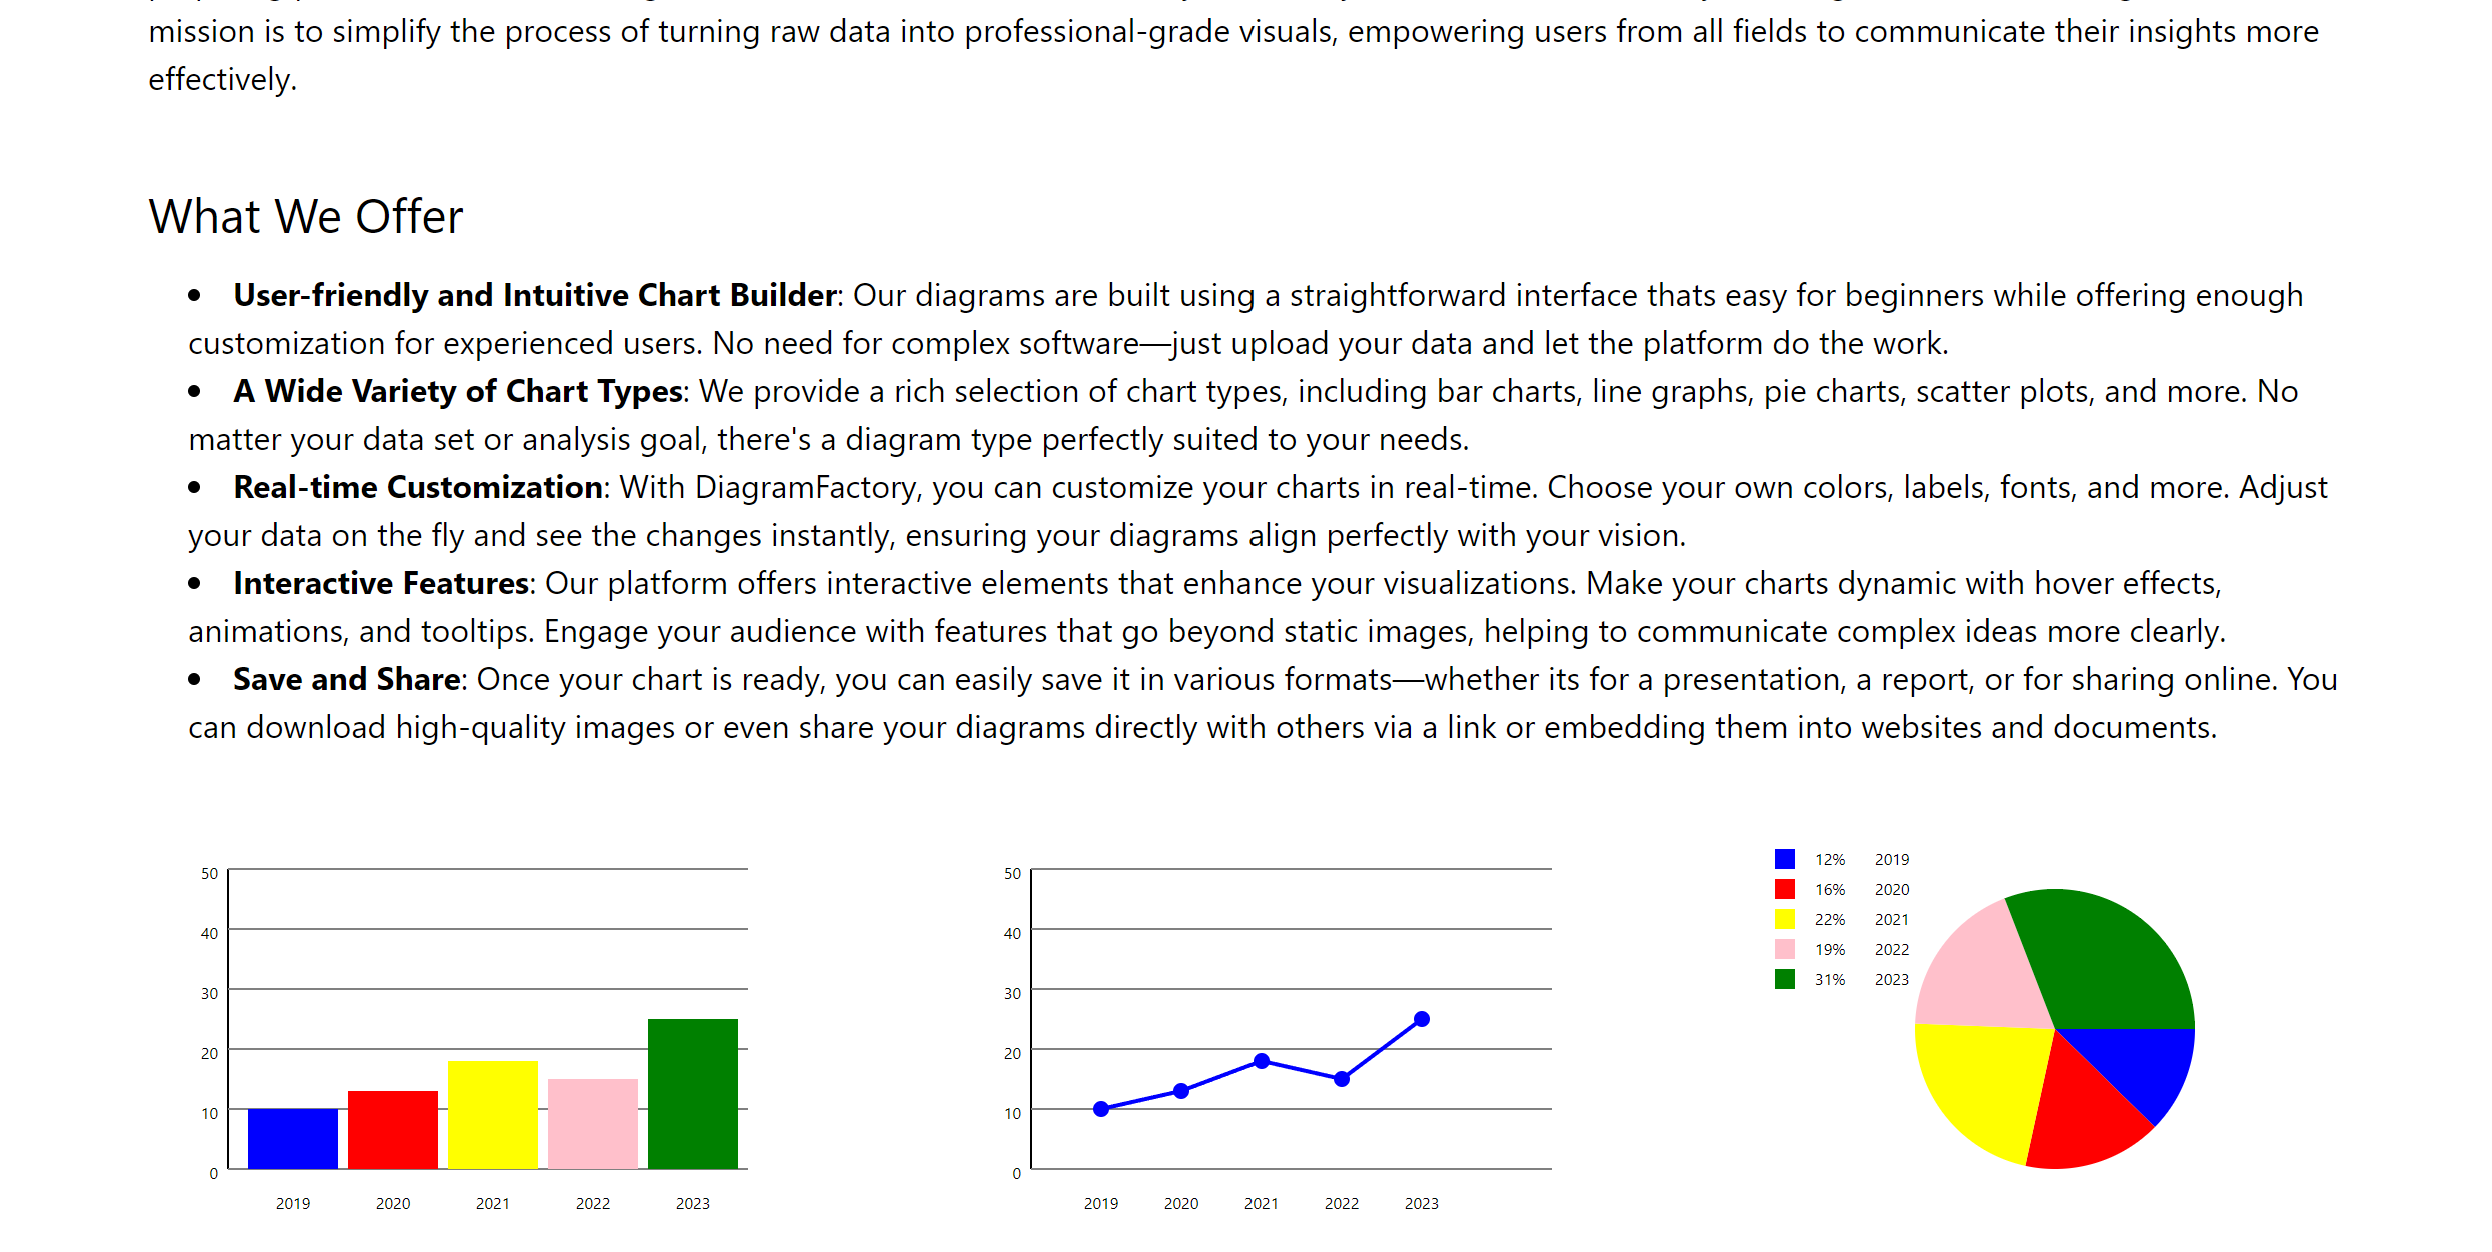 mission is to simplify the process of turning raw data into professional-grade visuals, empowering users from all fields to communicate their insights more
effectively.
What We Offer
• User-friendly and Intuitive Chart Builder: Our diagrams are built using a straightforward interface thats easy for beginners while offering enough
customization for experienced users. No need for complex software—just upload your data and let the platform do the work.
• A Wide Variety of Chart Types: We provide a rich selection of chart types, including bar charts, line graphs, pie charts, scatter plots, and more. No
matter your data set or analysis goal, there's a diagram type perfectly suited to your needs.
• Real-time Customization: With DiagramFactory, you can customize your charts in real-time. Choose your own colors, labels, fonts, and more. Adjust
your data on the fly and see the changes instantly, ensuring your diagrams align perfectly with your vision.
• Interactive Features: Our platform offers interactive elements that enhance your visualizations. Make your charts dynamic with hover effects,
animations, and tooltips. Engage your audience with features that go beyond static images, helping to communicate complex ideas more clearly.
• Save and Share: Once your chart is ready, you can easily save it in various formats—whether its for a presentation, a report, or for sharing online. You
can download high-quality images or even share your diagrams directly with others via a link or embedding them into websites and documents.
50
40
30
20
10
0
2019 2020 2021 2022 2023
50
40
30
20
10
0
2019 2020 2021 2022 2023
12% 2019
16% 2020
22% 2021
19% 2022
31% 2023